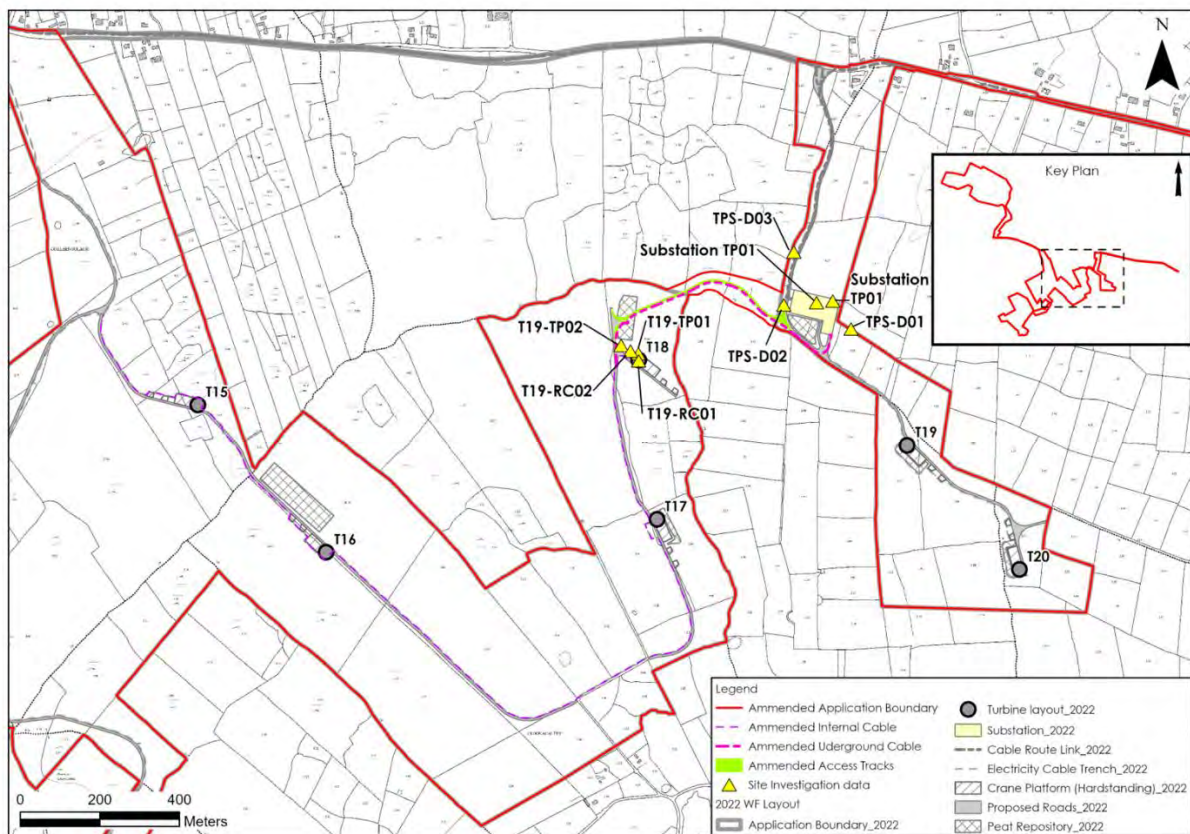 N
Key Plan
TPS-D03
Substation TP01
Substation
TP01
T19-TP02
T19-TP01
T18
TPS-D01
TPS-D02
T19-RC02
T19-RC01
T15
T19
T17
T16
T20
Legend
Ammended Application Boundary
Ammended Internal Cable
Ammended Uderground Cable
Ammended Access Tracks
Site Investigation data
2022 WF Layout
Application Boundary_2022
Turbine layout_2022
Substation_2022
Cable Route Link_2022
Electricity Cable Trench_2022
Crane Platform (Hardstanding)_2022
Proposed Roads_2022
Peat Repository_2022
0 200 400
Meters